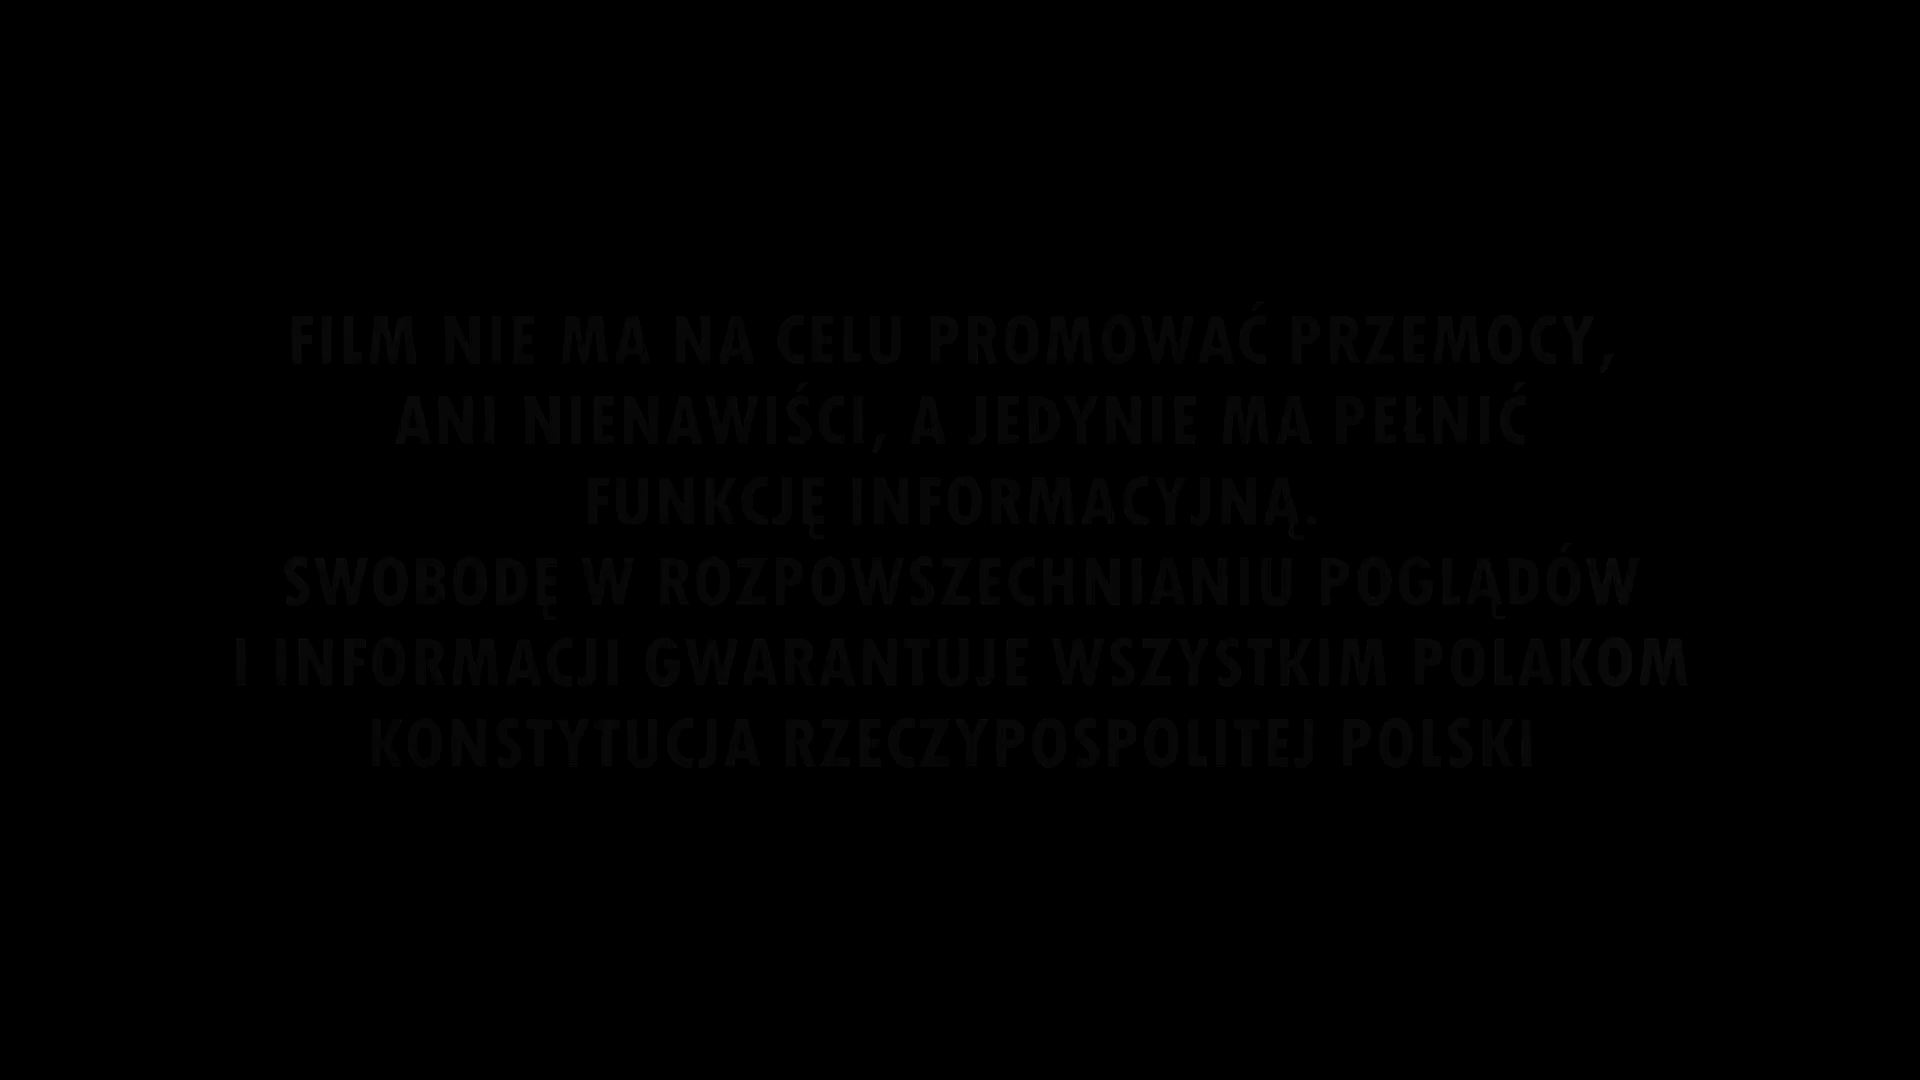 FILM NIE MA NA CELU PROMOWAĆ PRZEMOCY,
ANI NIENAWIŚCI, A JEDYNIE MA PEŁNIĆ
FUNKCJĘ INFORMACYJNĄ.
SWOBODĘ W ROZPOWSZECHNIANIU POGLĄDÓW
I INFORMACJI GWARANTUJE WSZYSTKIM POLAKOM
KONSTYTUCJA RZECZYPOSPOLITEJ POLSKI